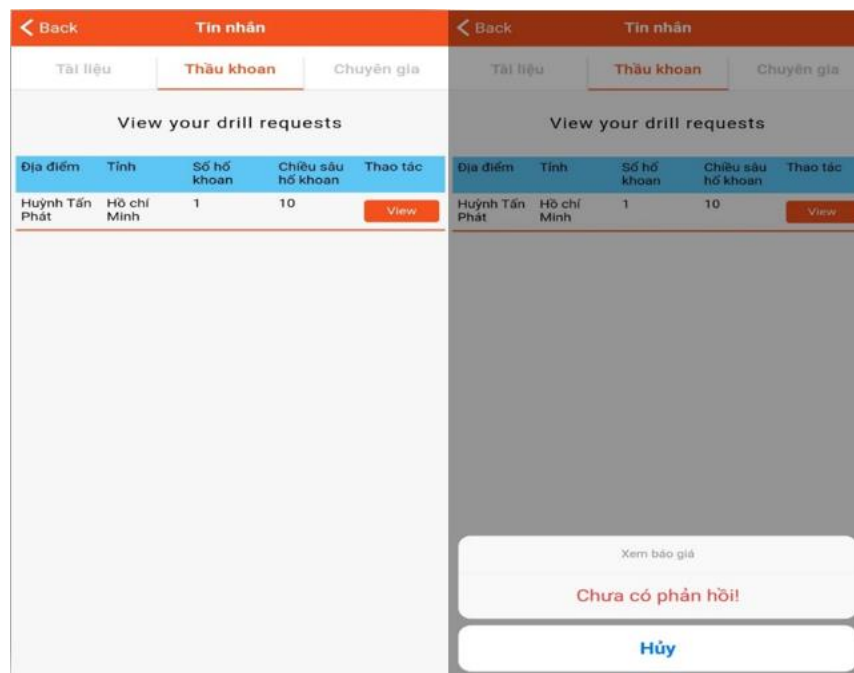 Back Tin nhắn
Tài liệu Thầu khoan Chuyên gia
View your drill requests
Địa điểm Tỉnh Số hố khoan Chiều sâu hố khoan Thao tác
Huỳnh Tấn Phát Hồ chí Minh 1 10 View
Back Tin nhắn
Tài liệu Thầu khoan Chuyên gia
View your drill requests
Địa điểm Tỉnh Số hố khoan Chiều sâu hố khoan Thao tác
Huỳnh Tấn Phát Hồ chí Minh 1 10 View
Xem báo giá
Chưa có phản hồi!
Hủy